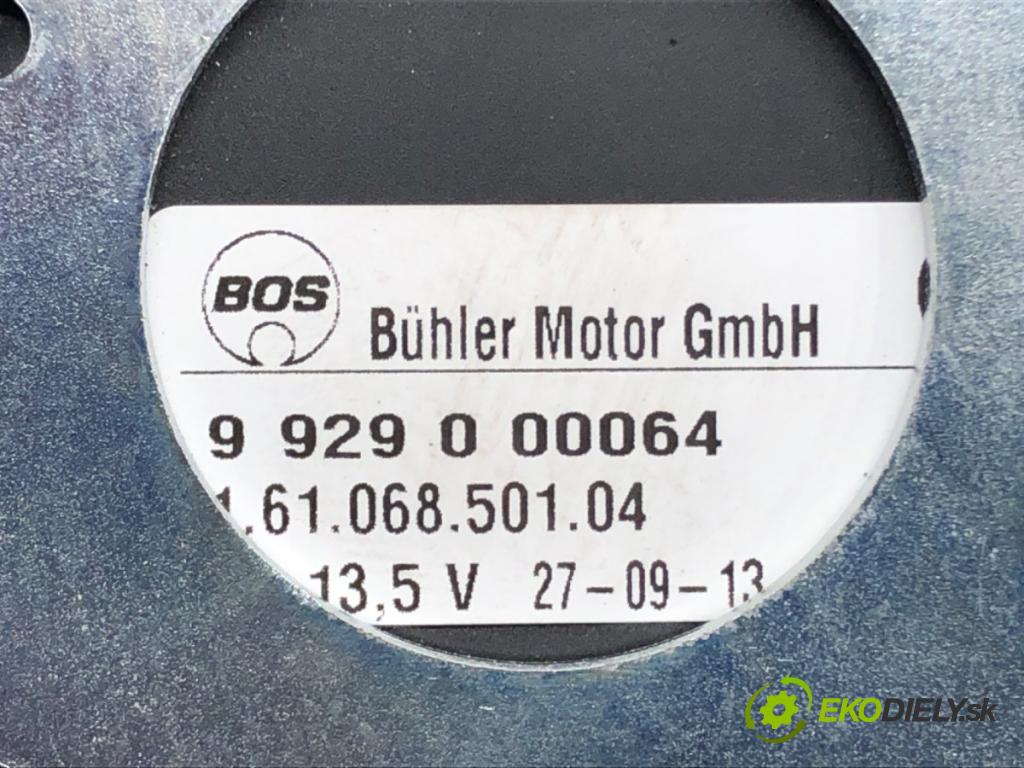 BOS
Bühler Motor GmbH
9 929 0 00064
1.61.068.501.04
13,5 V 27-09-13
EKODIELY.sk